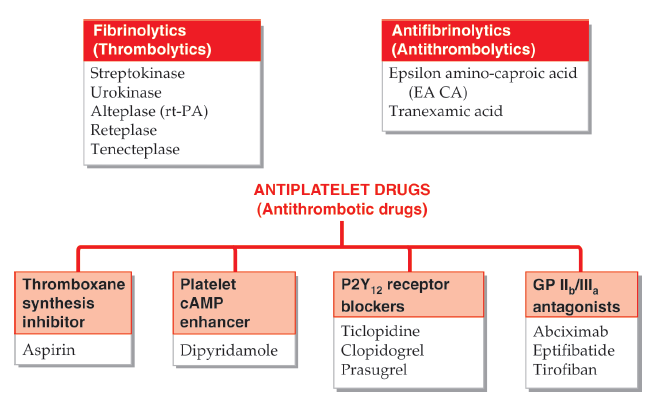 Fibrinolytics
(Thrombolytics)
Streptokinase
Urokinase
Alteplase (rt-PA)
Reteplase
Tenecteplase
Antifibrinolytics
(Antithrombolytics)
Epsilon amino-caproic acid
(EA CA)
Tranexamic acid
ANTIPLATELET DRUGS
(Antithrombotic drugs)
Thromboxane
synthesis
inhibitor
Aspirin
Platelet
cAMP
enhancer
Dipyridamole
P2Y₁₂ receptor
blockers
Ticlopidine
Clopidogrel
Prasugrel
GP II_b/III_a
antagonists
Abciximab
Eptifibatide
Tirofiban